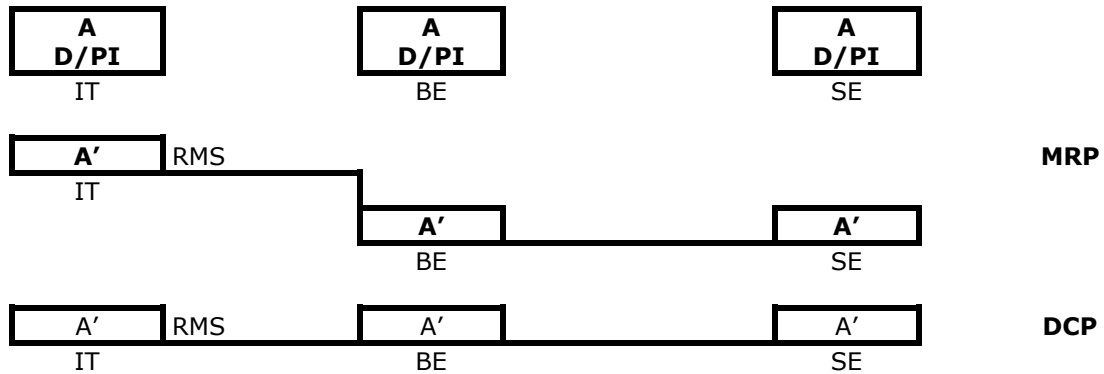 A A A
D/PI D/PI D/PI
IT BE SE
A’ RMS MRP
IT
A’ A’
BE SE
A’ RMS A’ A’ DCP
IT BE SE